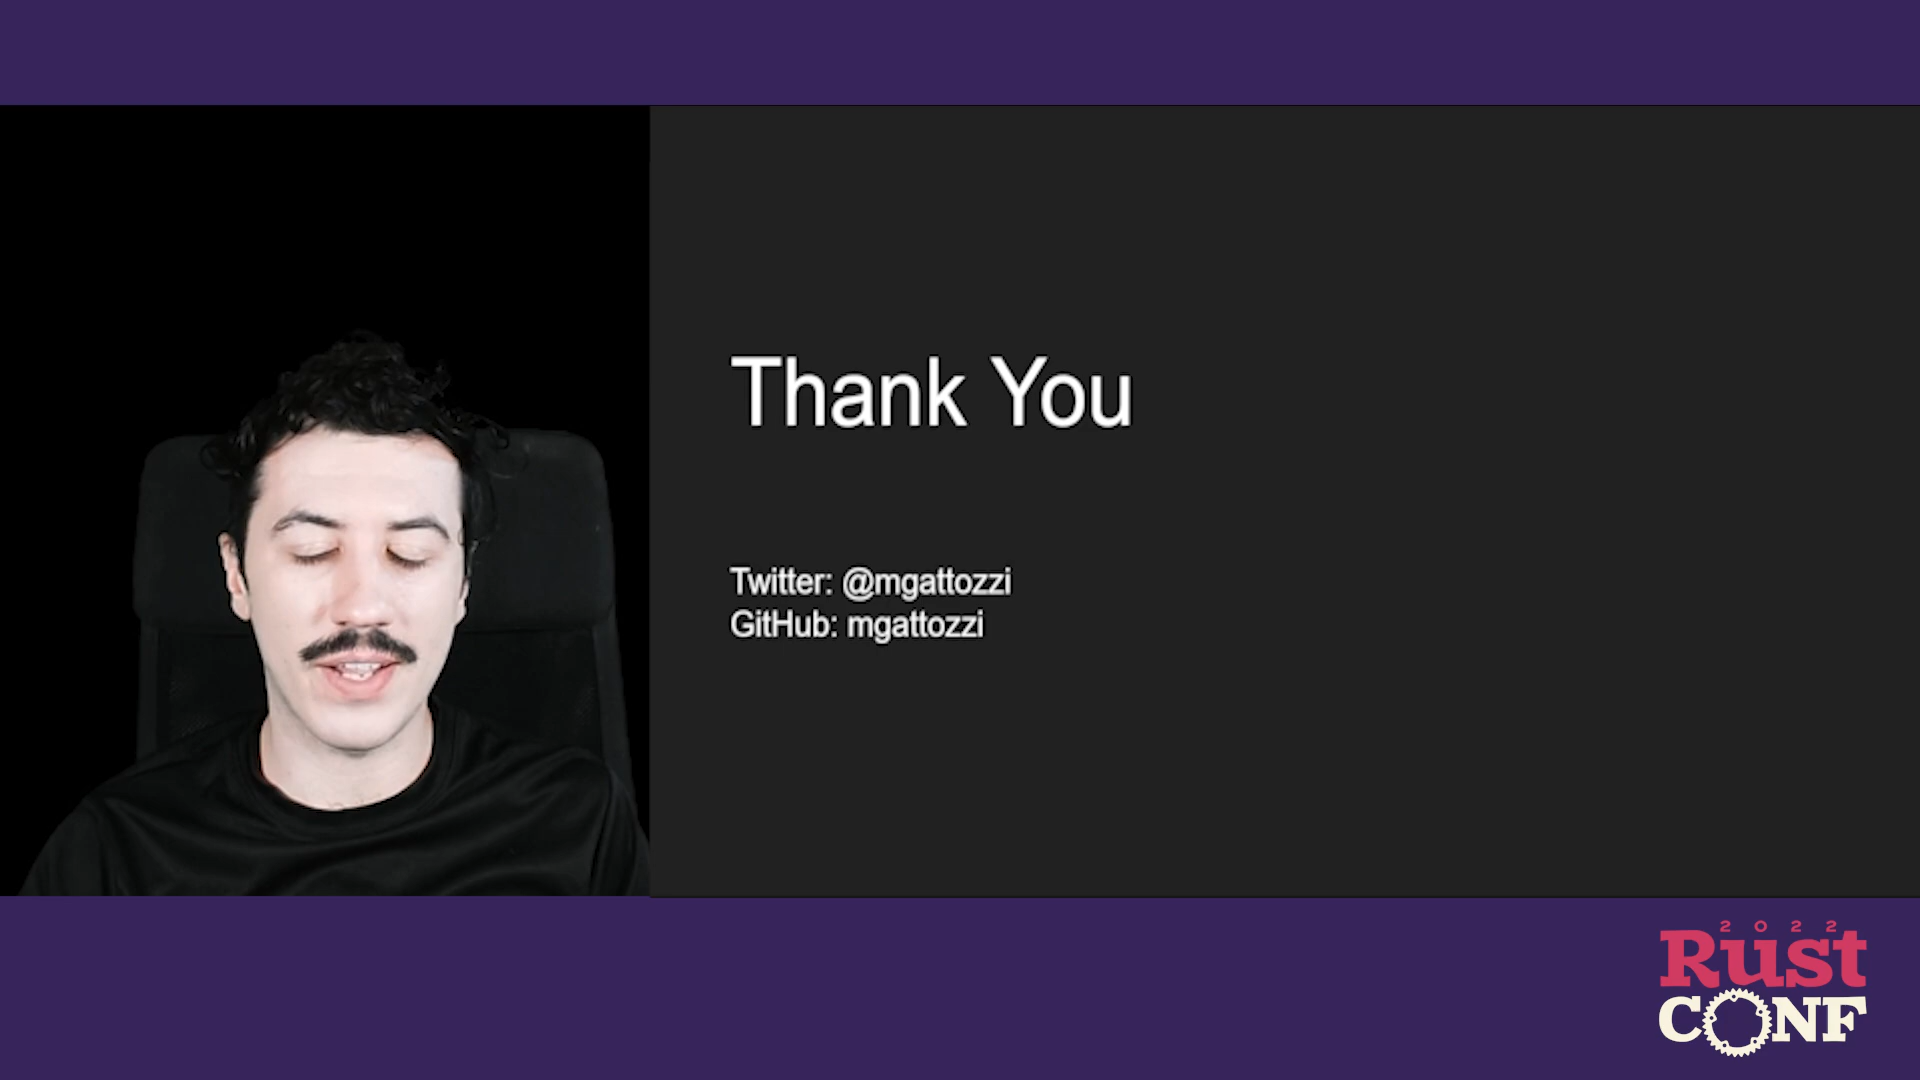 Thank You
Twitter: @mgattozzi
GitHub: mgattozzi
2022
Rust
CONF